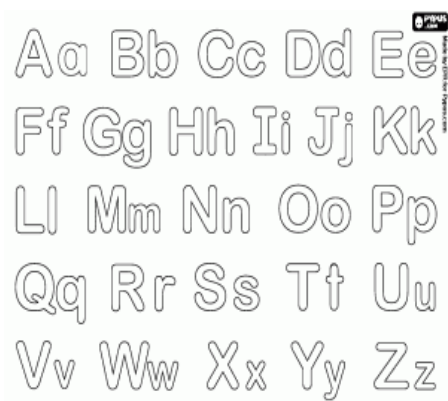 Aa Bb Cc Dd Ee
Ff Gg Hh Ii Jj Kk
Ll Mm Nn Oo Pp
Qq Rr Ss Tt Uu
Vv Ww Xx Yy Zz